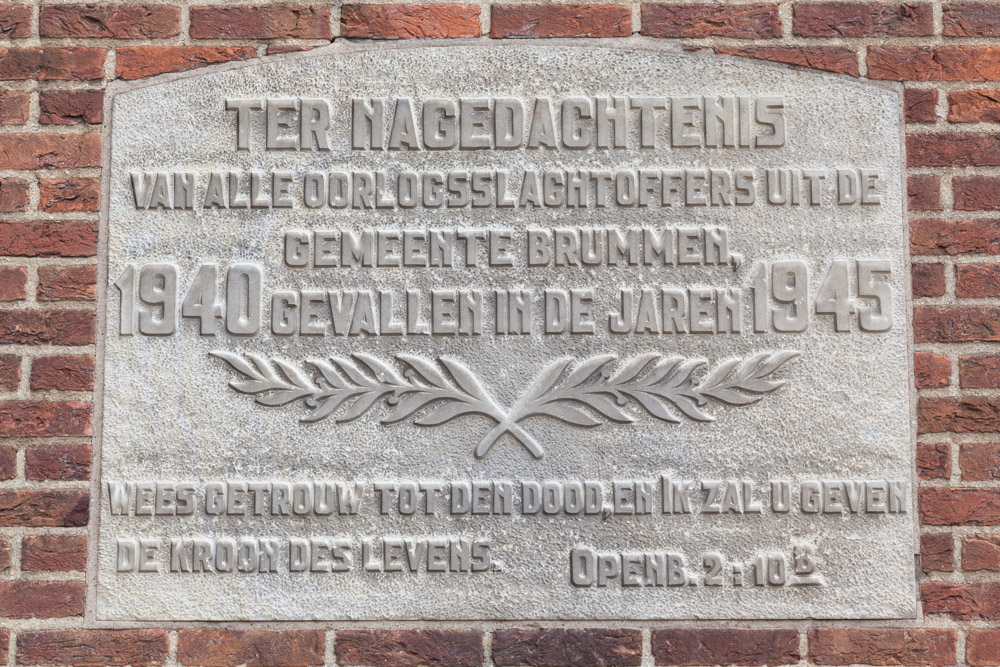 TER NAGEDACHTENIS
VAN ALLE OORLOGSSLACHTOFFERS UIT DE
GEMEENTE BRUMMEN,
1940 GEVALLEN IN DE JAREN 1945
WEES GETROUW TOT DEN DOOD, EN IK ZAL U GEVEN
DE KROON DES LEVENS. OPENB. 2 : 10 B